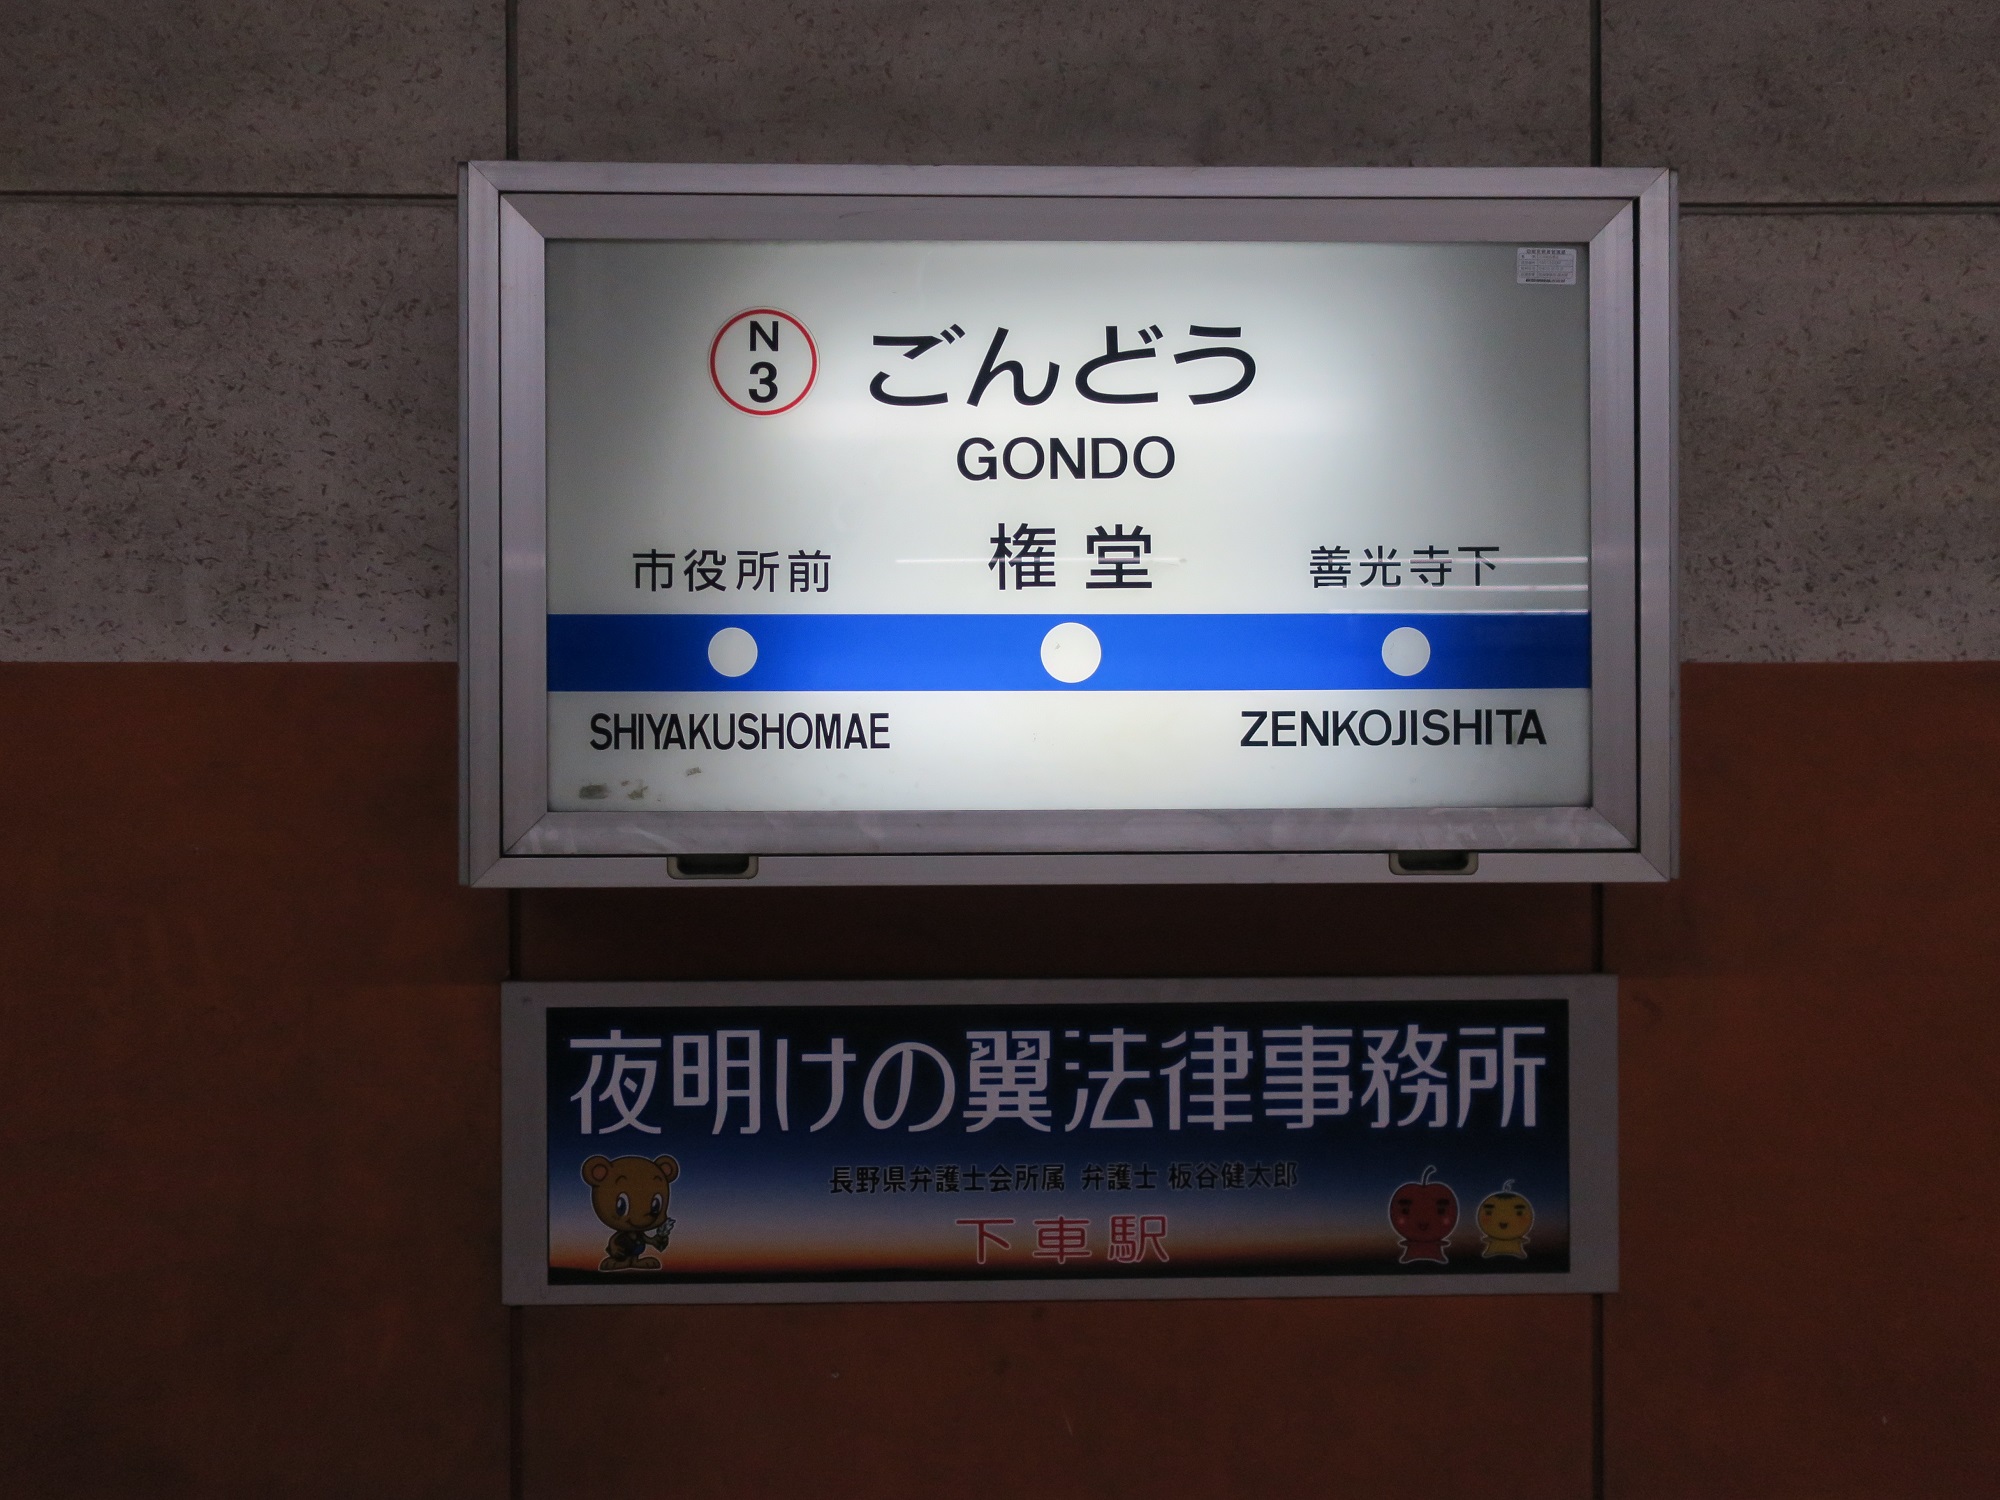 N
3
ごんどう
GONDO
市役所前 権堂 善光寺下
SHIYAKUSHOMAE ZENKOJISHITA
夜明けの翼法律事務所
長野県弁護士会所属 弁護士 板谷健太郎
下車駅